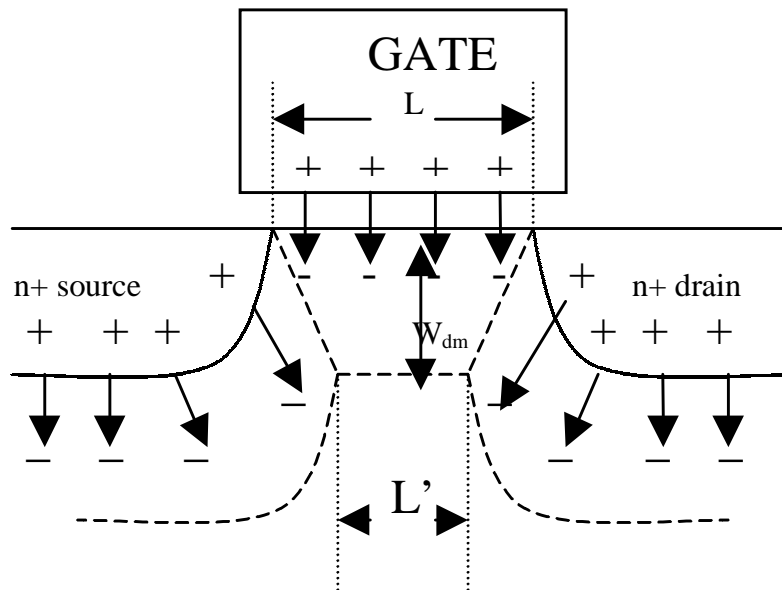 GATE
L
+ + + +
- - - -
n+ source
+
+
n+ drain
+ + +
+ + +
W_dm
– –
– – – – – –
L’